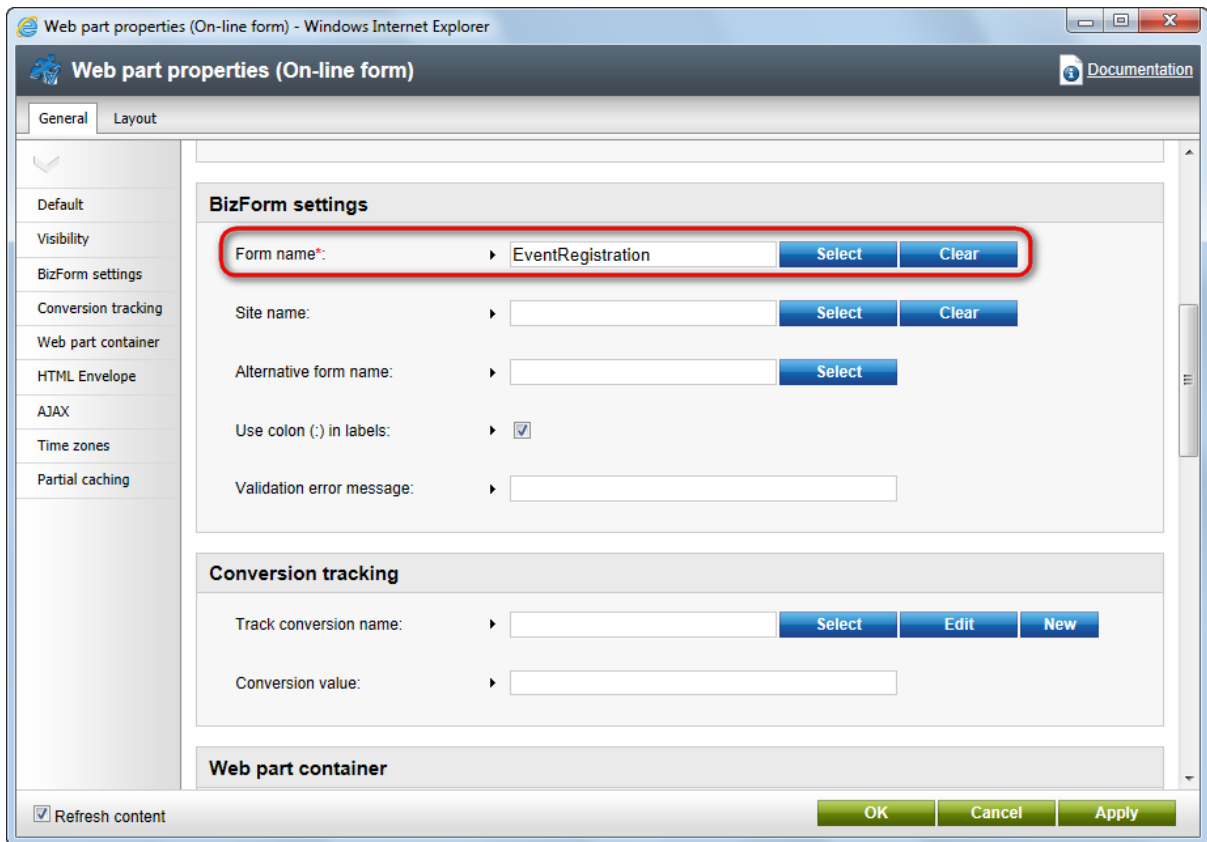 Web part properties (On-line form) - Windows Internet Explorer
Web part properties (On-line form)
Documentation
General Layout
Default
Visibility
BizForm settings
Conversion tracking
Web part container
HTML Envelope
AJAX
Time zones
Partial caching
BizForm settings
Form name*: EventRegistration Select Clear
Site name: Select Clear
Alternative form name: Select
Use colon (:) in labels:
Validation error message:
Conversion tracking
Track conversion name: Select Edit New
Conversion value:
Web part container
Refresh content
OK Cancel Apply